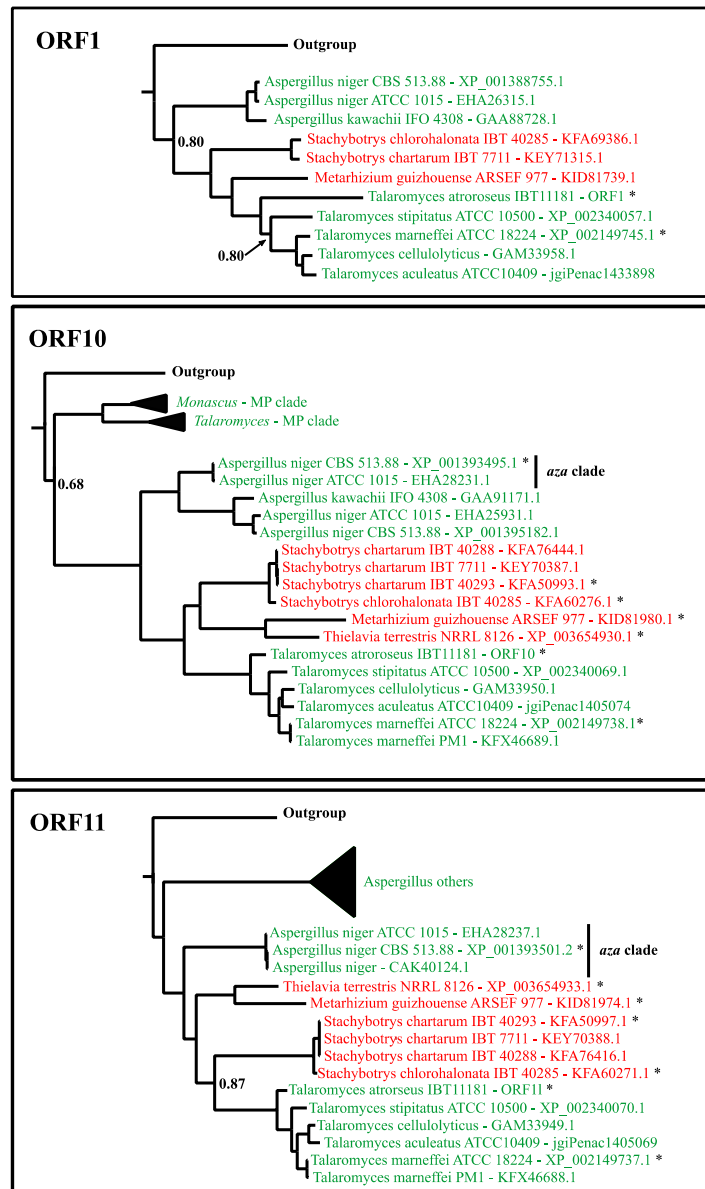 ORF1
Outgroup
Aspergillus niger CBS 513.88 - XP_001388755.1
Aspergillus niger ATCC 1015 - EHA26315.1
Aspergillus kawachii IFO 4308 - GAA88728.1
0.80
Stachybotrys chlorohalonata IBT 40285 - KFA69386.1
Stachybotrys chartarum IBT 7711 - KEY71315.1
Metarhizium guizhouense ARSEF 977 - KID81739.1
Talaromyces atroroseus IBT11181 - ORF1 *
Talaromyces stipitatus ATCC 10500 - XP_002340057.1
Talaromyces marneffei ATCC 18224 - XP_002149745.1 *
0.80
Talaromyces cellulolyticus - GAM33958.1
Talaromyces aculeatus ATCC10409 - jgiPenac1433898
ORF10
Outgroup
Monascus - MP clade
Talaromyces - MP clade
0.68
Aspergillus niger CBS 513.88 - XP_001393495.1 *
aza clade
Aspergillus niger ATCC 1015 - EHA28231.1
Aspergillus kawachii IFO 4308 - GAA91171.1
Aspergillus niger ATCC 1015 - EHA25931.1
Aspergillus niger CBS 513.88 - XP_001395182.1
Stachybotrys chartarum IBT 40288 - KFA76444.1
Stachybotrys chartarum IBT 7711 - KEY70387.1
Stachybotrys chartarum IBT 40293 - KFA50993.1 *
Stachybotrys chlorohalonata IBT 40285 - KFA60276.1 *
Metarhizium guizhouense ARSEF 977 - KID81980.1 *
Thielavia terrestris NRRL 8126 - XP_003654930.1 *
Talaromyces atroroseus IBT11181 - ORF10 *
Talaromyces stipitatus ATCC 10500 - XP_002340069.1
Talaromyces cellulolyticus - GAM33950.1
Talaromyces aculeatus ATCC10409 - jgiPenac1405074
Talaromyces marneffei ATCC 18224 - XP_002149738.1 *
Talaromyces marneffei PM1 - KFX46689.1
ORF11
Outgroup
Aspergillus others
Aspergillus niger ATCC 1015 - EHA28237.1
Aspergillus niger CBS 513.88 - XP_001393501.2 *
aza clade
Aspergillus niger - CAK40124.1
Thielavia terrestris NRRL 8126 - XP_003654933.1 *
Metarhizium guizhouense ARSEF 977 - KID81974.1 *
Stachybotrys chartarum IBT 40293 - KFA50997.1 *
Stachybotrys chartarum IBT 7711 - KEY70388.1
Stachybotrys chartarum IBT 40288 - KFA76416.1
Stachybotrys chlorohalonata IBT 40285 - KFA60271.1 *
0.87
Talaromyces atrorseus IBT11181 - ORF11 *
Talaromyces stipitatus ATCC 10500 - XP_002340070.1
Talaromyces cellulolyticus - GAM33949.1
Talaromyces aculeatus ATCC10409 - jgiPenac1405069
Talaromyces marneffei ATCC 18224 - XP_002149737.1 *
Talaromyces marneffei PM1 - KFX46688.1